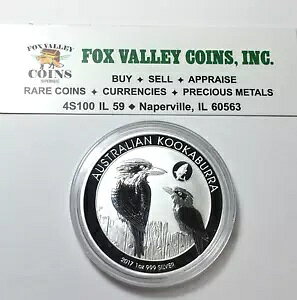 FOX VALLEY
COINS
FOX VALLEY COINS, INC.
BUY ✦ SELL ✦ APPRAISE
RARE COINS ✦ CURRENCIES ✦ PRECIOUS METALS
4S100 IL 59 ◆ Naperville, IL 60563
AUSTRALIAN KOOKABURRA
2017 1oz 999 SILVER